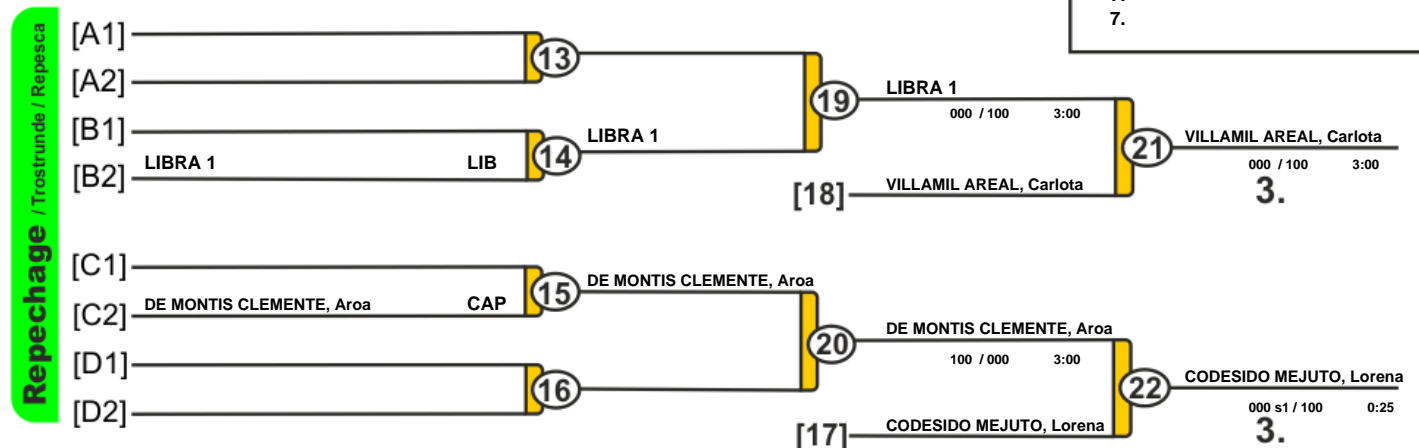 7.
Repechage / Trostrunde / Repesca
[A1]
13
[A2]
19
LIBRA 1
000 / 100 3:00
[B1]
LIBRA 1
14
[B2] LIBRA 1 LIB
21
VILLAMIL AREAL, Carlota
000 / 100 3:00
3.
[18] VILLAMIL AREAL, Carlota
[C1]
15
DE MONTIS CLEMENTE, Aroa
[C2] DE MONTIS CLEMENTE, Aroa CAP
20
DE MONTIS CLEMENTE, Aroa
100 / 000 3:00
[D1]
16
[D2]
22
CODESIDO MEJUTO, Lorena
000 s1 / 100 0:25
3.
[17] CODESIDO MEJUTO, Lorena